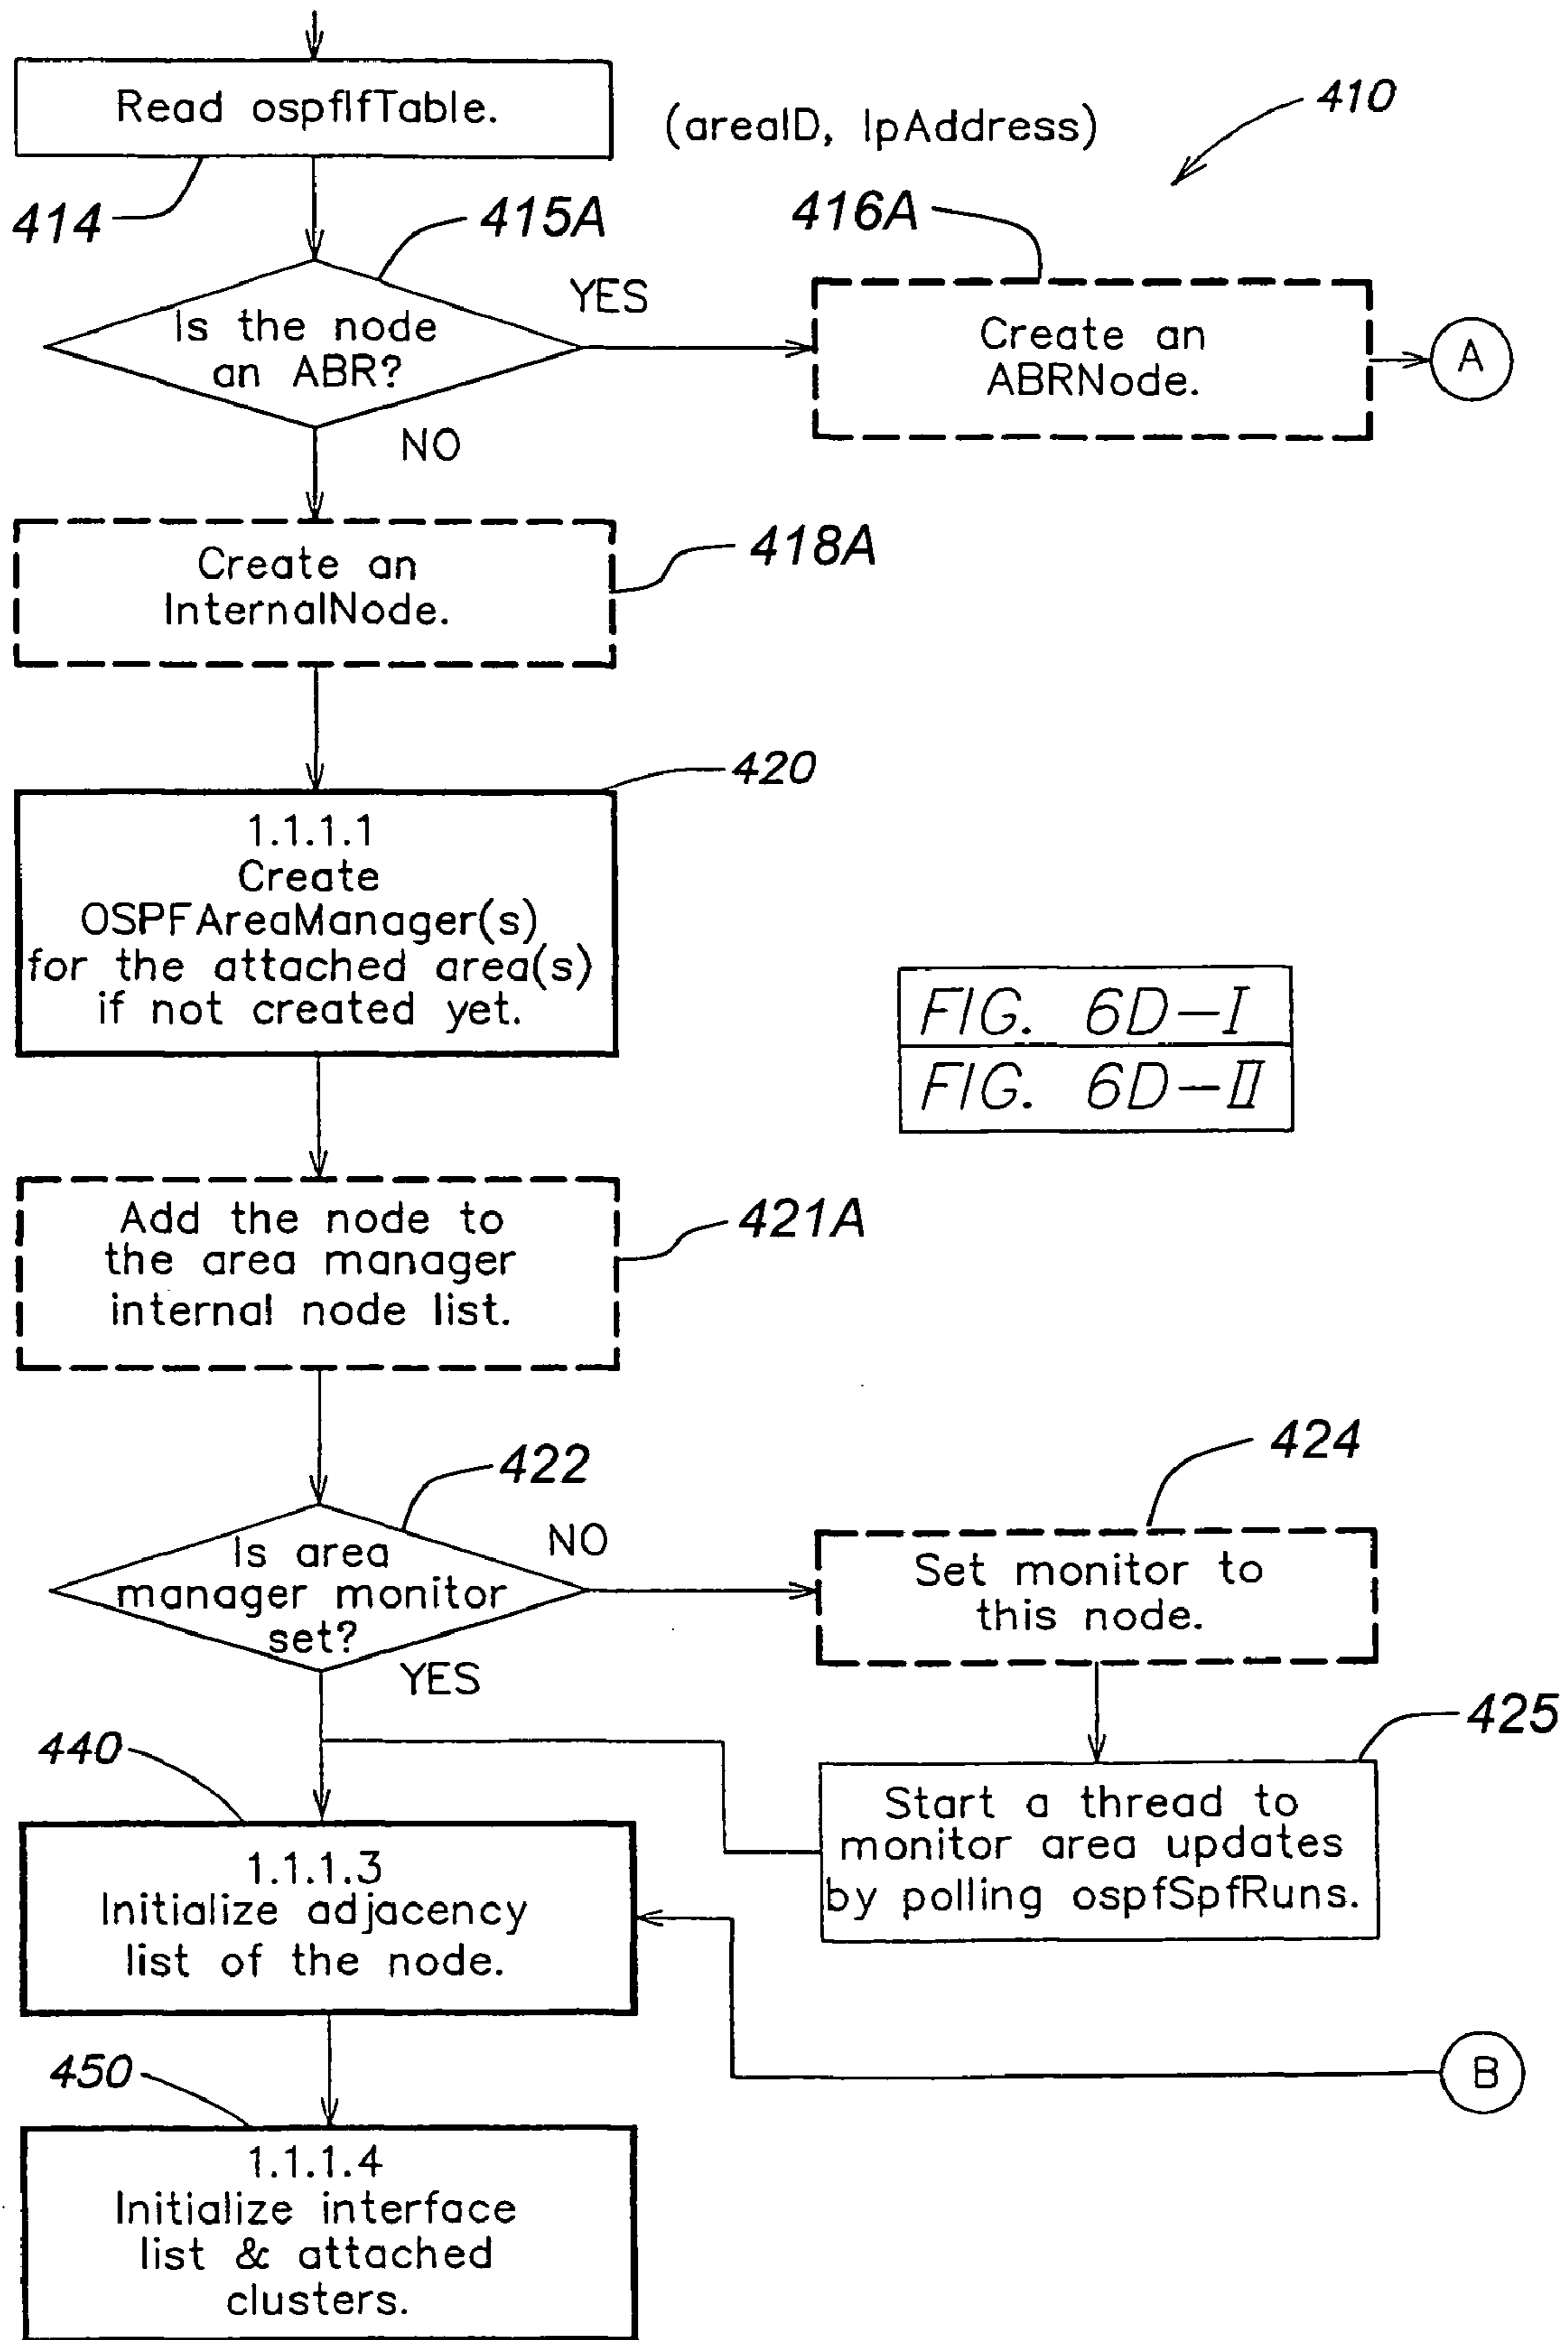 Read ospfIfTable.
(areaID, IpAddress)
410
414
415A
416A
Is the node
an ABR?
YES
Create an
ABRNode.
A
NO
Create an
InternalNode.
418A
420
1.1.1.1
Create
OSPFAreaManager(s)
for the attached area(s)
if not created yet.
FIG. 6D-I
FIG. 6D-II
Add the node to
the area manager
internal node list.
421A
422
Is area
manager monitor
set?
NO
424
Set monitor to
this node.
YES
425
Start a thread to
monitor area updates
by polling ospfSpfRuns.
440
1.1.1.3
Initialize adjacency
list of the node.
B
450
1.1.1.4
Initialize interface
list & attached
clusters.